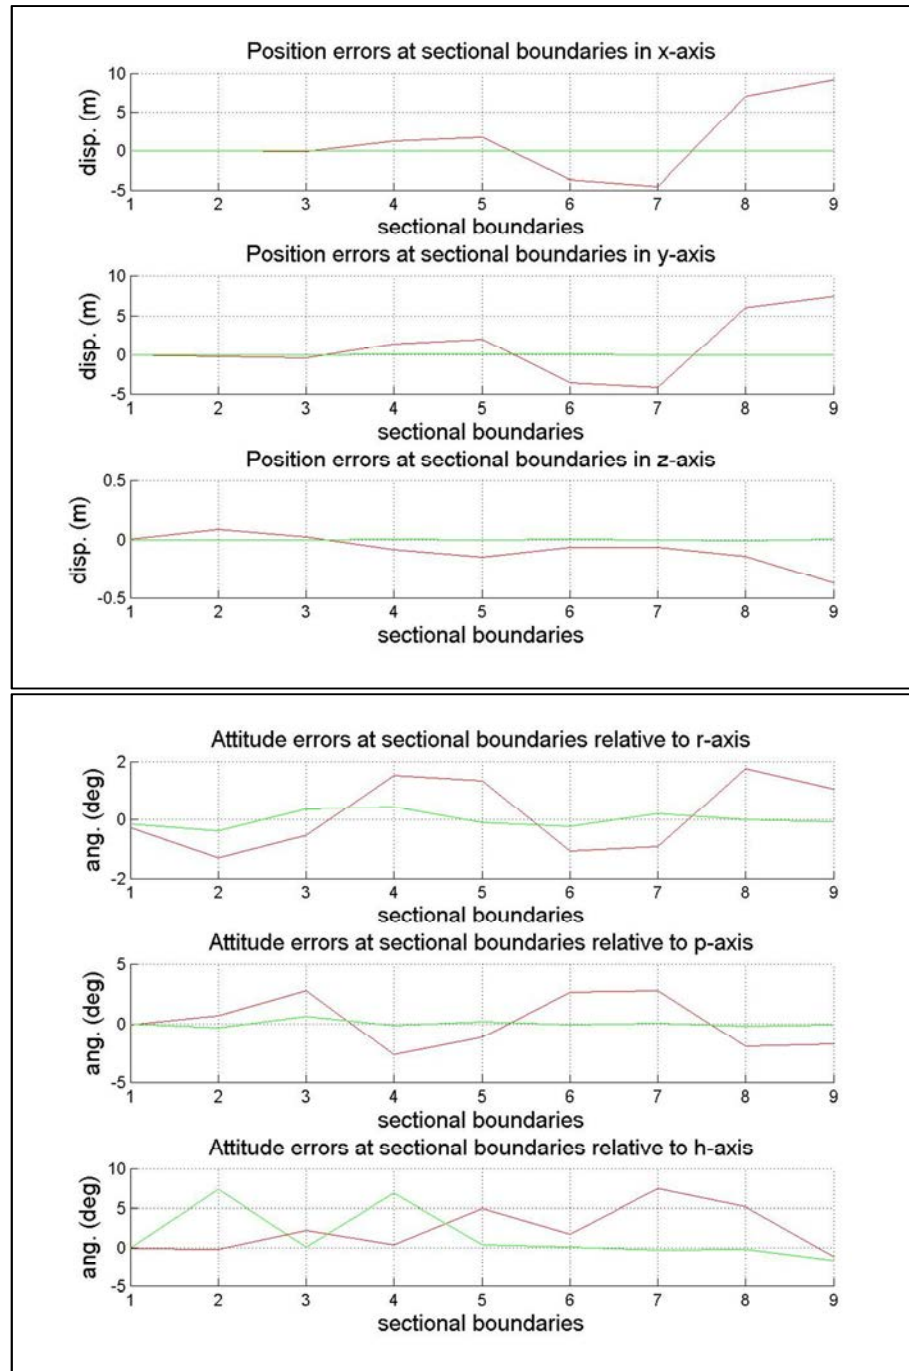 Position errors at sectional boundaries in x-axis
10
5
0
-5
disp. (m)
1 2 3 4 5 6 7 8 9
sectional boundaries
Position errors at sectional boundaries in y-axis
10
5
0
-5
disp. (m)
1 2 3 4 5 6 7 8 9
sectional boundaries
Position errors at sectional boundaries in z-axis
0.5
0
-0.5
disp. (m)
1 2 3 4 5 6 7 8 9
sectional boundaries
Attitude errors at sectional boundaries relative to r-axis
2
0
-2
ang. (deg)
1 2 3 4 5 6 7 8 9
sectional boundaries
Attitude errors at sectional boundaries relative to p-axis
5
0
-5
ang. (deg)
1 2 3 4 5 6 7 8 9
sectional boundaries
Attitude errors at sectional boundaries relative to h-axis
10
5
0
-5
ang. (deg)
1 2 3 4 5 6 7 8 9
sectional boundaries